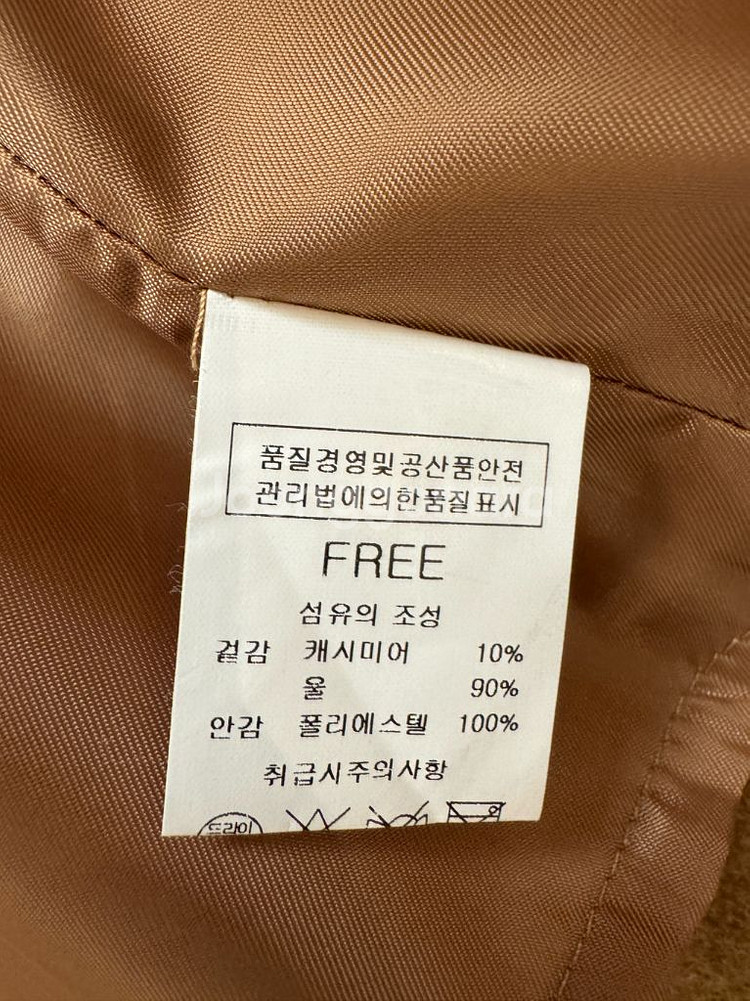 품질경영및공산품안전
관리법에의한품질표시
FREE
섬유의 조성
겉감 캐시미어 10%
울 90%
안감 폴리에스텔 100%
취급시주의사항
드라이